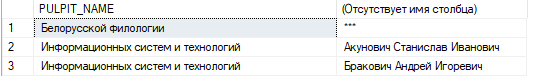 PULPIT_NAME (Отсутствует имя столбца)
1 Белорусской филологии ***
2 Информационных систем и технологий Акунович Станислав Иванович
3 Информационных систем и технологий Бракович Андрей Игоревич